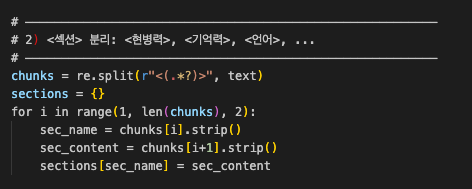 # ──────────────────────────────
# 2) <섹션> 분리: <현병력>, <기억력>, <언어>, ...
# ──────────────────────────────
chunks = re.split(r"<(.*?)>", text)
sections = {}
for i in range(1, len(chunks), 2):
    sec_name = chunks[i].strip()
    sec_content = chunks[i+1].strip()
    sections[sec_name] = sec_content